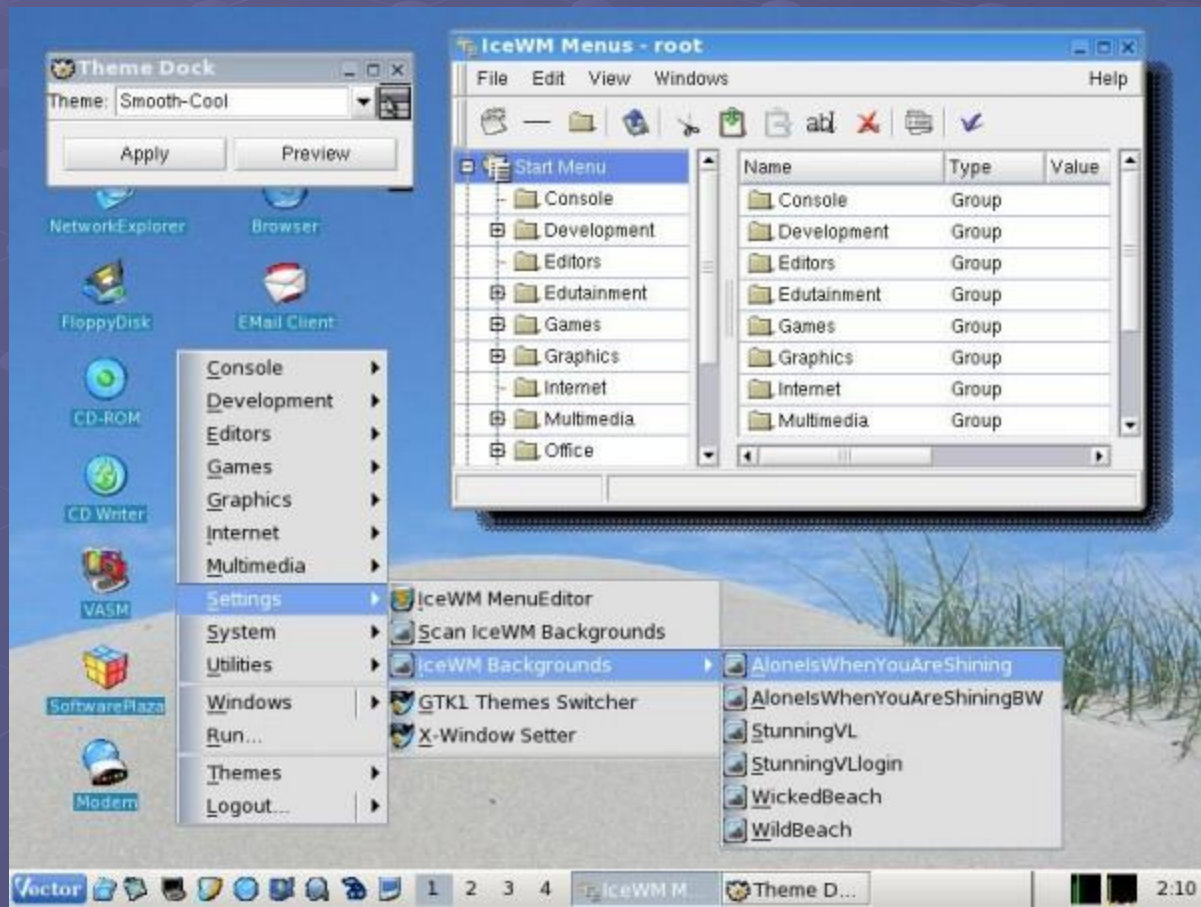 Theme Dock
Theme: Smooth-Cool
Apply Preview
IceWM Menus - root
File Edit View Windows Help
abl
Start Menu
Console
Development
Editors
Edutainment
Games
Graphics
Internet
Multimedia
Office
Name Type Value
Console Group
Development Group
Editors Group
Edutainment Group
Games Group
Graphics Group
Internet Group
Multimedia Group
NetworkExplorer
Browser
FloppyDisk
EMail Client
CD-ROM
CD Writer
VASM
SoftwarePlaza
Modem
Console
Development
Editors
Games
Graphics
Internet
Multimedia
Settings
System
Utilities
Windows
Run...
Themes
Logout...
IceWM MenuEditor
Scan IceWM Backgrounds
IceWM Backgrounds
GTK1 Themes Switcher
X-Window Setter
AloneIsWhenYouAreShining
AloneIsWhenYouAreShiningBW
StunningVL
StunningVLlogin
WickedBeach
WildBeach
Vector 1 2 3 4 IceWM M... Theme D... 2:10